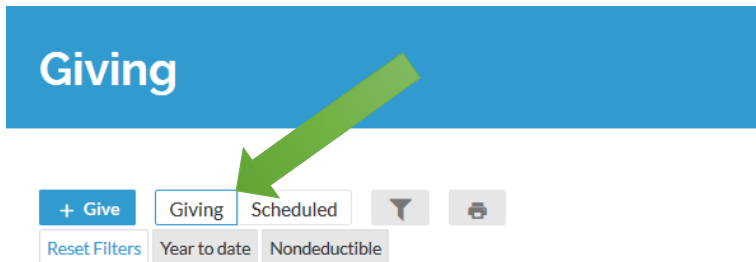 Giving
+ Give Giving Scheduled
Reset Filters Year to date Nondeductible